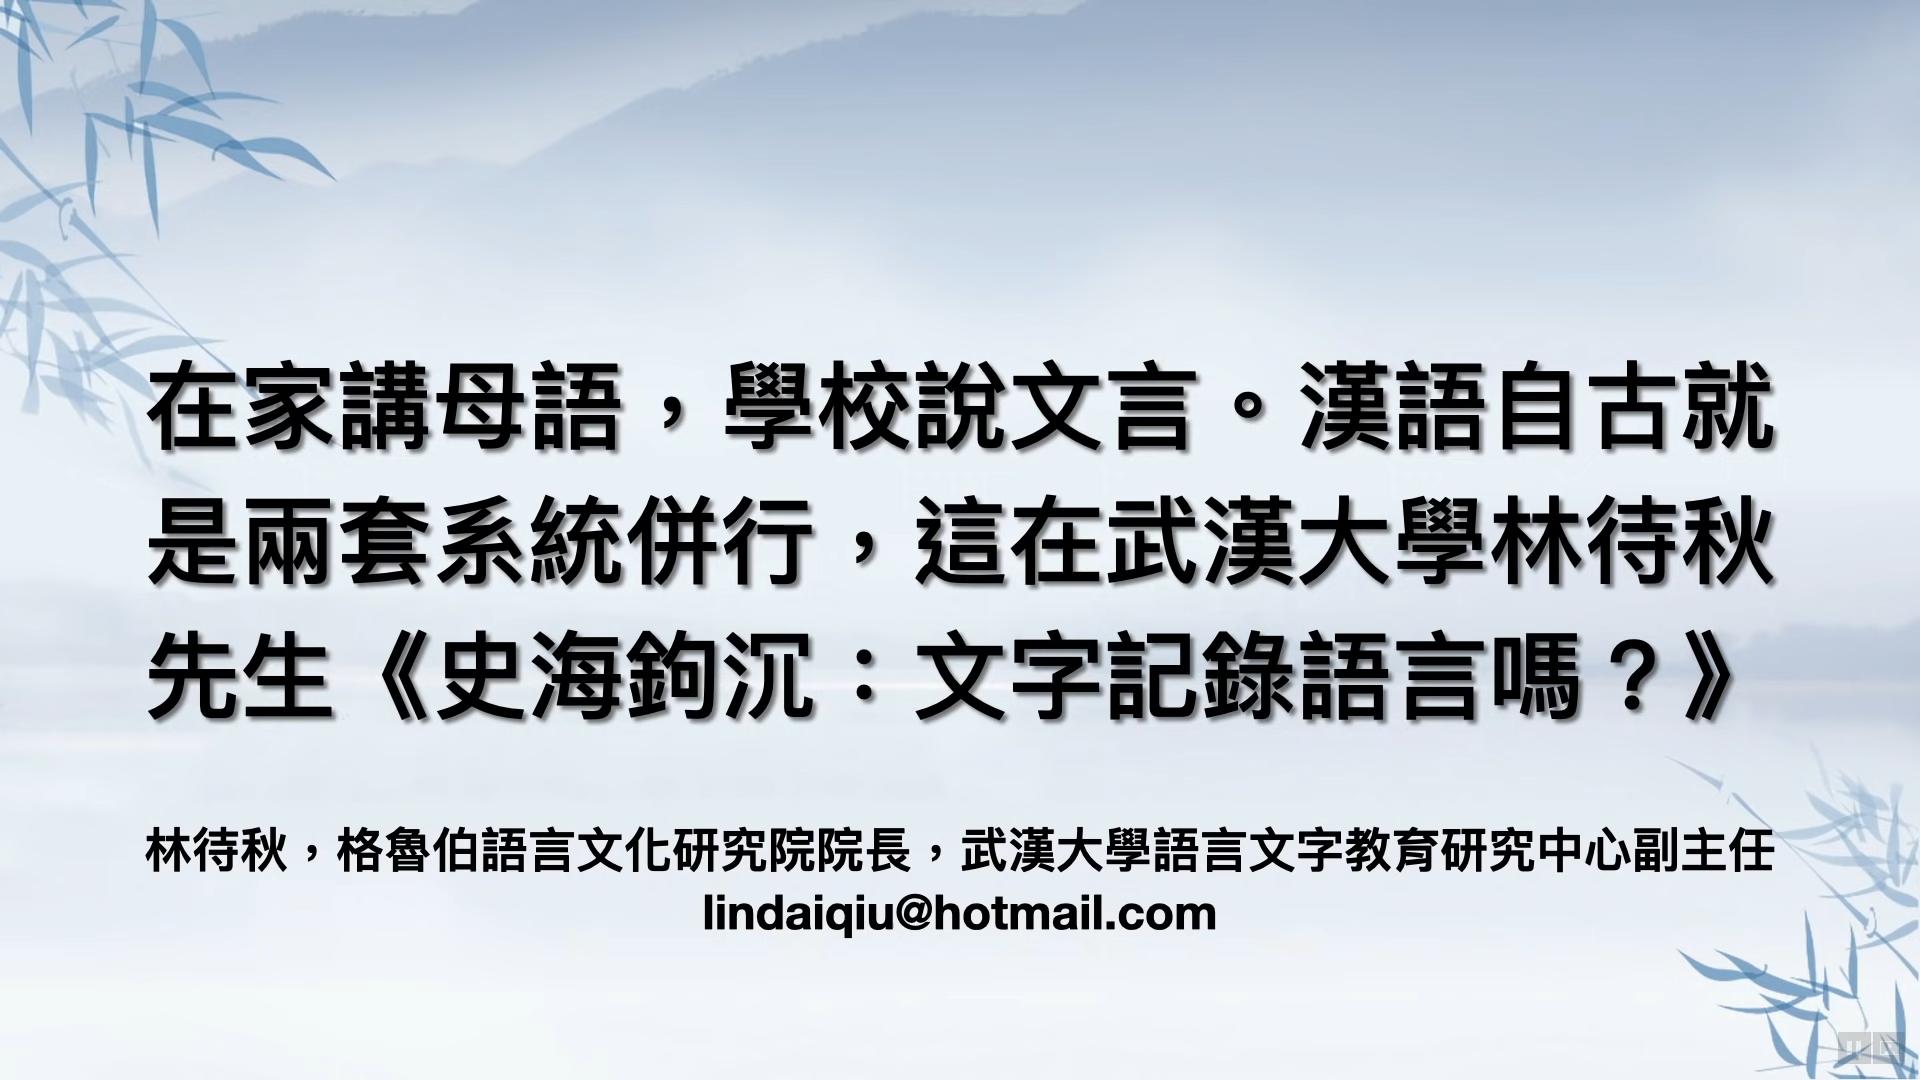 在家講母語，學校說文言。漢語自古就
是兩套系統併行，這在武漢大學林待秋
先生《史海鉤沉：文字記錄語言嗎？》
林待秋，格魯伯語言文化研究院院長，武漢大學語言文字教育研究中心副主任
lindaiqiu@hotmail.com